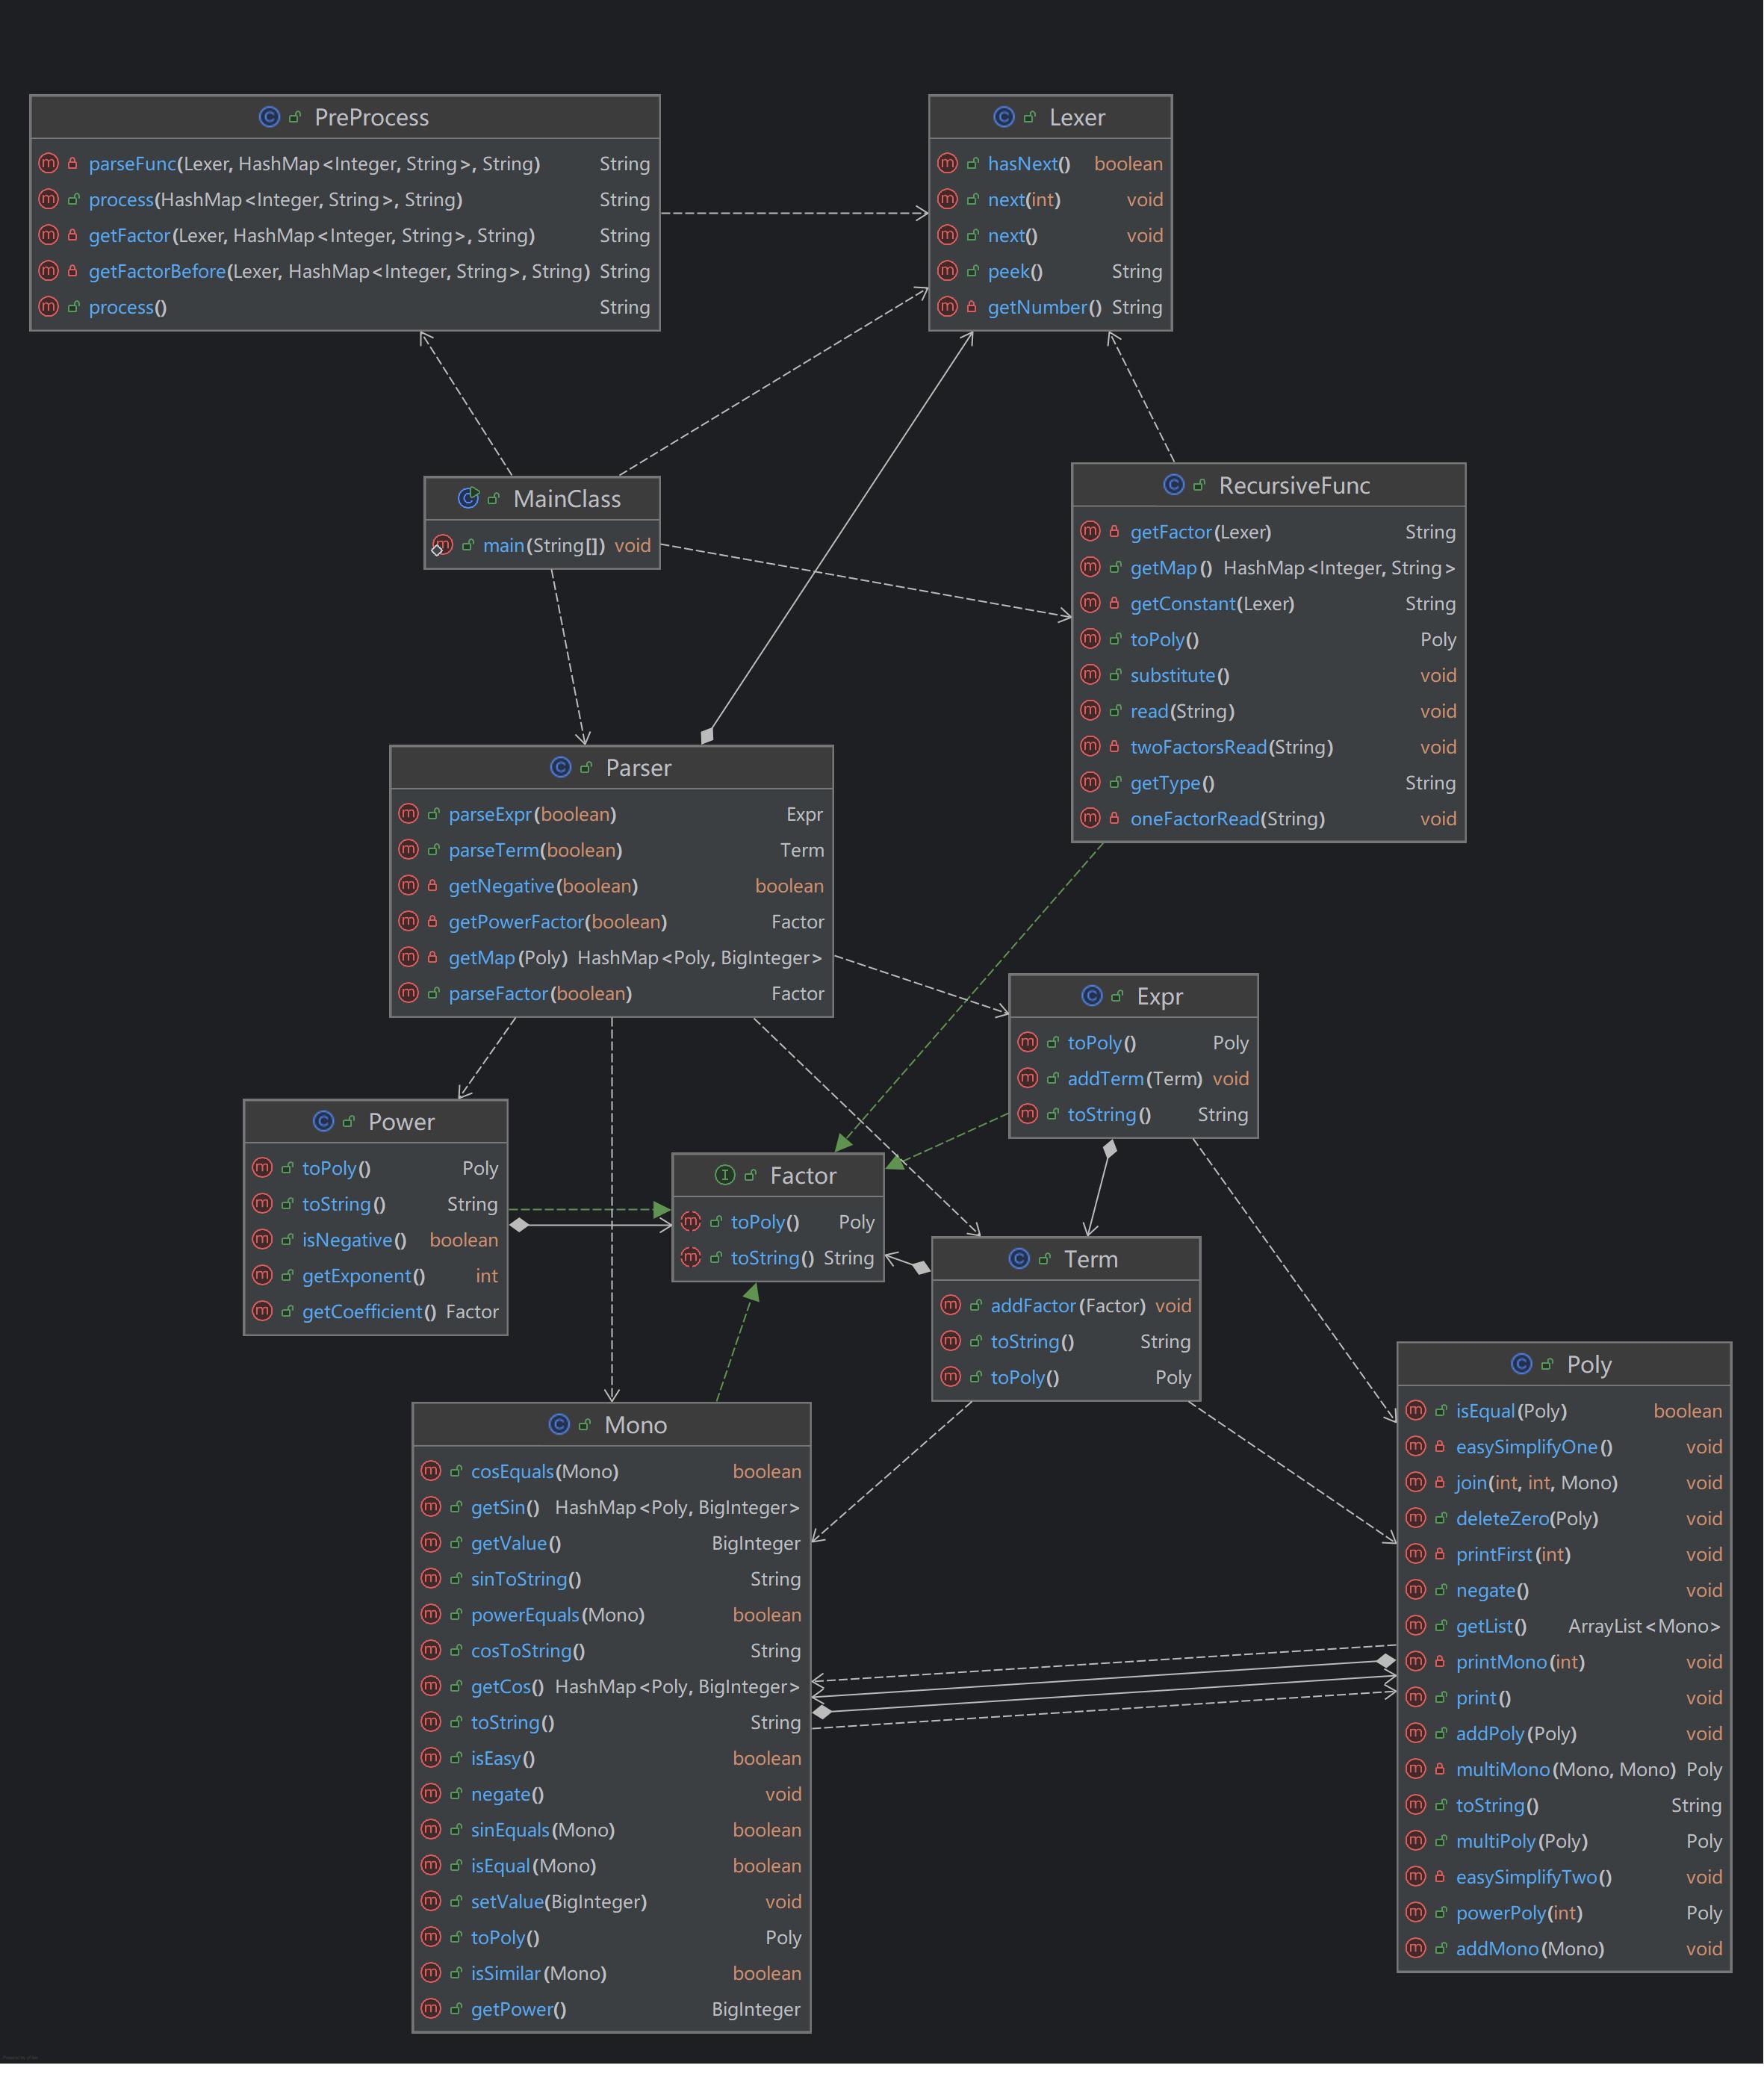 PreProcess
parseFunc(Lexer, HashMap<Integer, String>, String) String
process(HashMap<Integer, String>, String) String
getFactor(Lexer, HashMap<Integer, String>, String) String
getFactorBefore(Lexer, HashMap<Integer, String>, String) String
process() String
Lexer
hasNext() boolean
next(int) void
next() void
peek() String
getNumber() String
MainClass
main(String[]) void
RecursiveFunc
getFactor(Lexer) String
getMap() HashMap<Integer, String>
getConstant(Lexer) String
toPoly() Poly
substitute() void
read(String) void
twoFactorsRead(String) void
getType() String
oneFactorRead(String) void
Parser
parseExpr(boolean) Expr
parseTerm(boolean) Term
getNegative(boolean) boolean
getPowerFactor(boolean) Factor
getMap(Poly) HashMap<Poly, BigInteger>
parseFactor(boolean) Factor
Expr
toPoly() Poly
addTerm(Term) void
toString() String
Power
toPoly() Poly
toString() String
isNegative() boolean
getExponent() int
getCoefficient() Factor
Factor
toPoly() Poly
toString() String
Term
addFactor(Factor) void
toString() String
toPoly() Poly
Mono
cosEquals(Mono) boolean
getSin() HashMap<Poly, BigInteger>
getValue() BigInteger
sinToString() String
powerEquals(Mono) boolean
cosToString() String
getCos() HashMap<Poly, BigInteger>
toString() String
isEasy() boolean
negate() void
sinEquals(Mono) boolean
isEqual(Mono) boolean
setValue(BigInteger) void
toPoly() Poly
isSimilar(Mono) boolean
getPower() BigInteger
Poly
isEqual(Poly) boolean
easySimplifyOne() void
join(int, int, Mono) void
deleteZero(Poly) void
printFirst(int) void
negate() void
getList() ArrayList<Mono>
printMono(int) void
print() void
addPoly(Poly) void
multiMono(Mono, Mono) Poly
toString() String
multiPoly(Poly) Poly
easySimplifyTwo() void
powerPoly(int) Poly
addMono(Mono) void